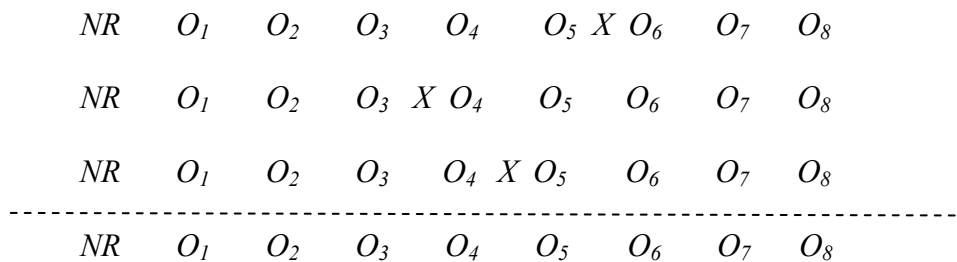 NR O₁ O₂ O₃ O₄ O₅ X O₆ O₇ O₈
NR O₁ O₂ O₃ X O₄ O₅ O₆ O₇ O₈
NR O₁ O₂ O₃ O₄ X O₅ O₆ O₇ O₈
NR O₁ O₂ O₃ O₄ O₅ O₆ O₇ O₈